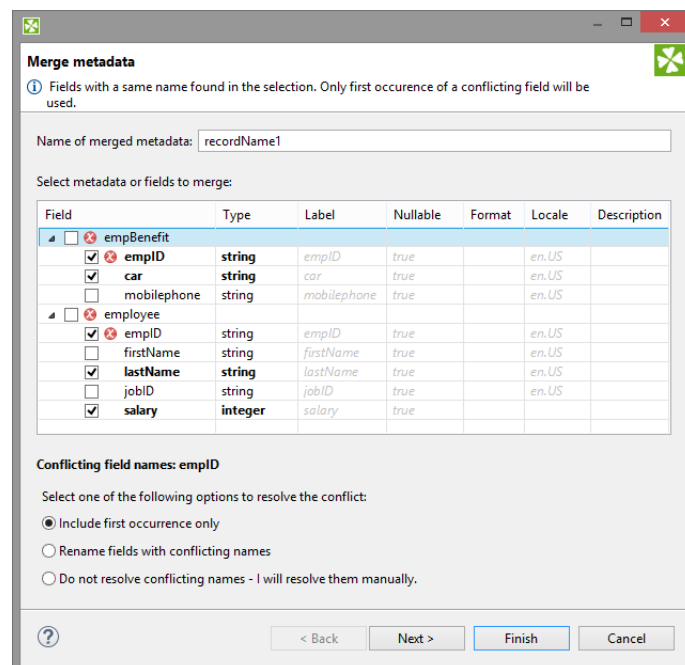 Merge metadata
Fields with a same name found in the selection. Only first occurence of a conflicting field will be
used.
Name of merged metadata: recordName1
Select metadata or fields to merge:
Field Type Label Nullable Format Locale Description
empBenefit
empID string empID true en.US
car string car true en.US
mobilephone string mobilephone true en.US
employee
empID string empID true en.US
firstName string firstName true en.US
lastName string lastName true en.US
jobID string jobID true en.US
salary integer salary true
Conflicting field names: empID
Select one of the following options to resolve the conflict:
Include first occurrence only
Rename fields with conflicting names
Do not resolve conflicting names - I will resolve them manually.
? < Back Next > Finish Cancel